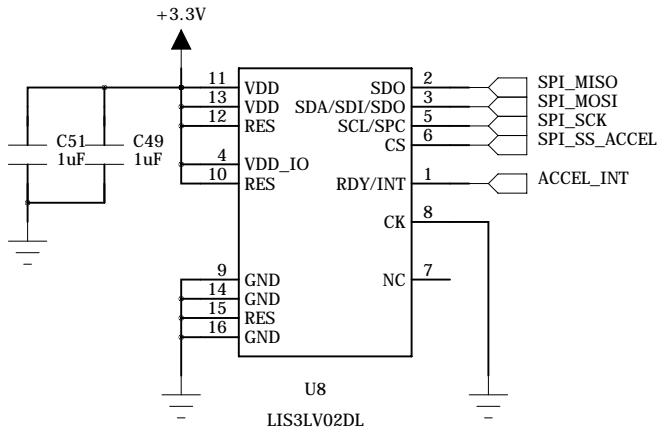 +3.3V
11 VDD SDO 2 SPI_MISO
13 VDD SDA/SDI/SDO 3 SPI_MOSI
12 RES SCL/SPC 5 SPI_SCK
CS 6 SPI_SS_ACCEL
C51 C49
1uF 1uF
4 VDD_IO
10 RES RDY/INT 1 ACCEL_INT
CK 8
9 GND NC 7
14 GND
15 RES
16 GND
U8
LIS3LV02DL